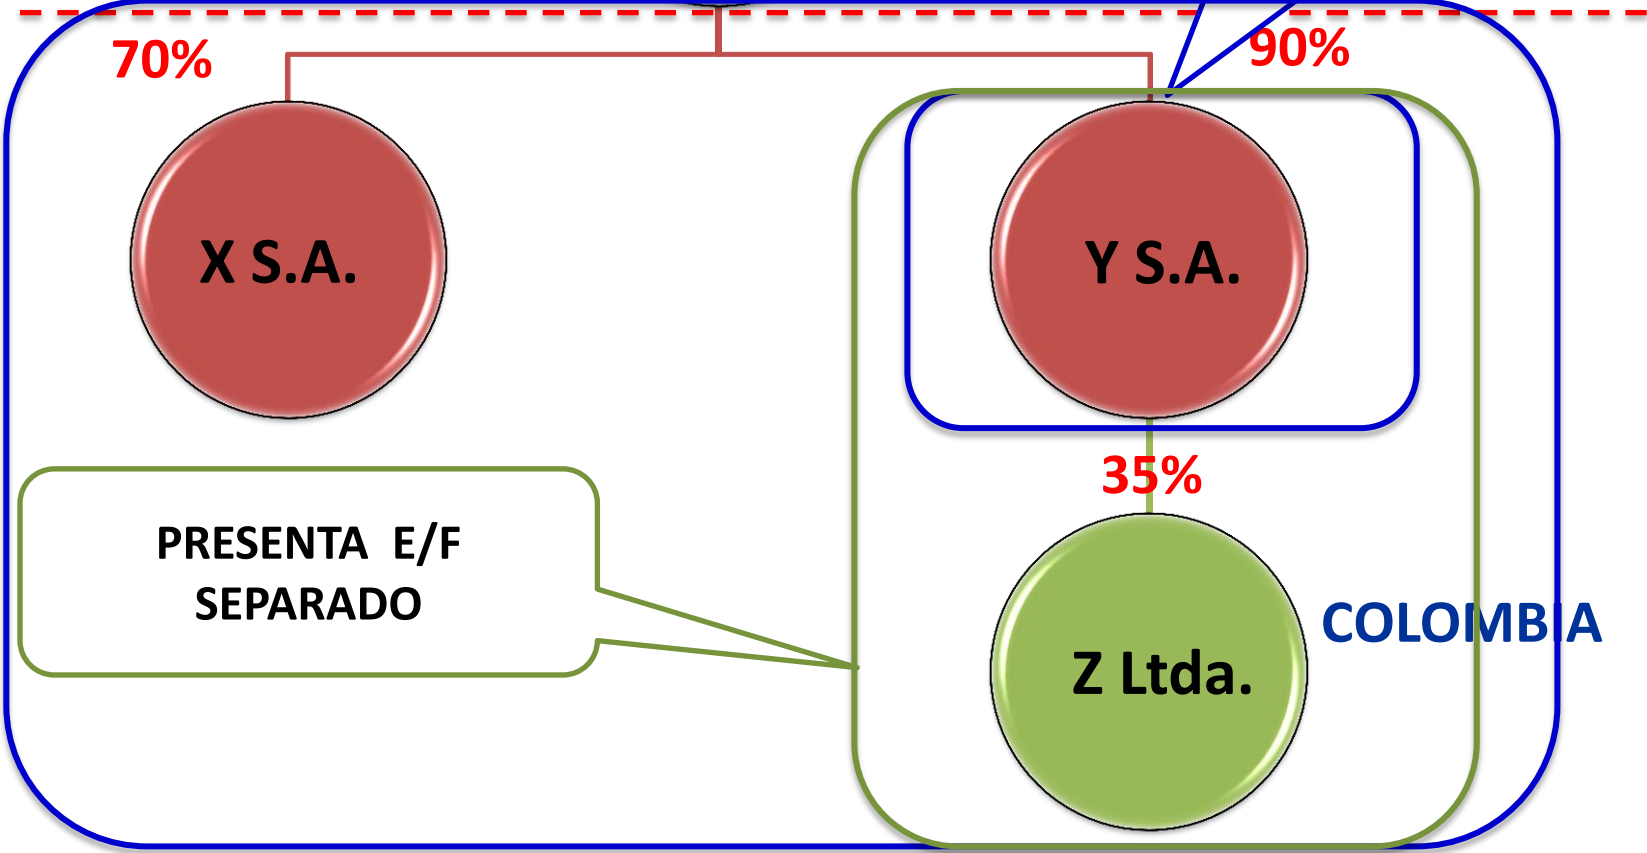 70%
90%
X S.A.
Y S.A.
35%
PRESENTA E/F
SEPARADO
COLOMBIA
Z Ltda.